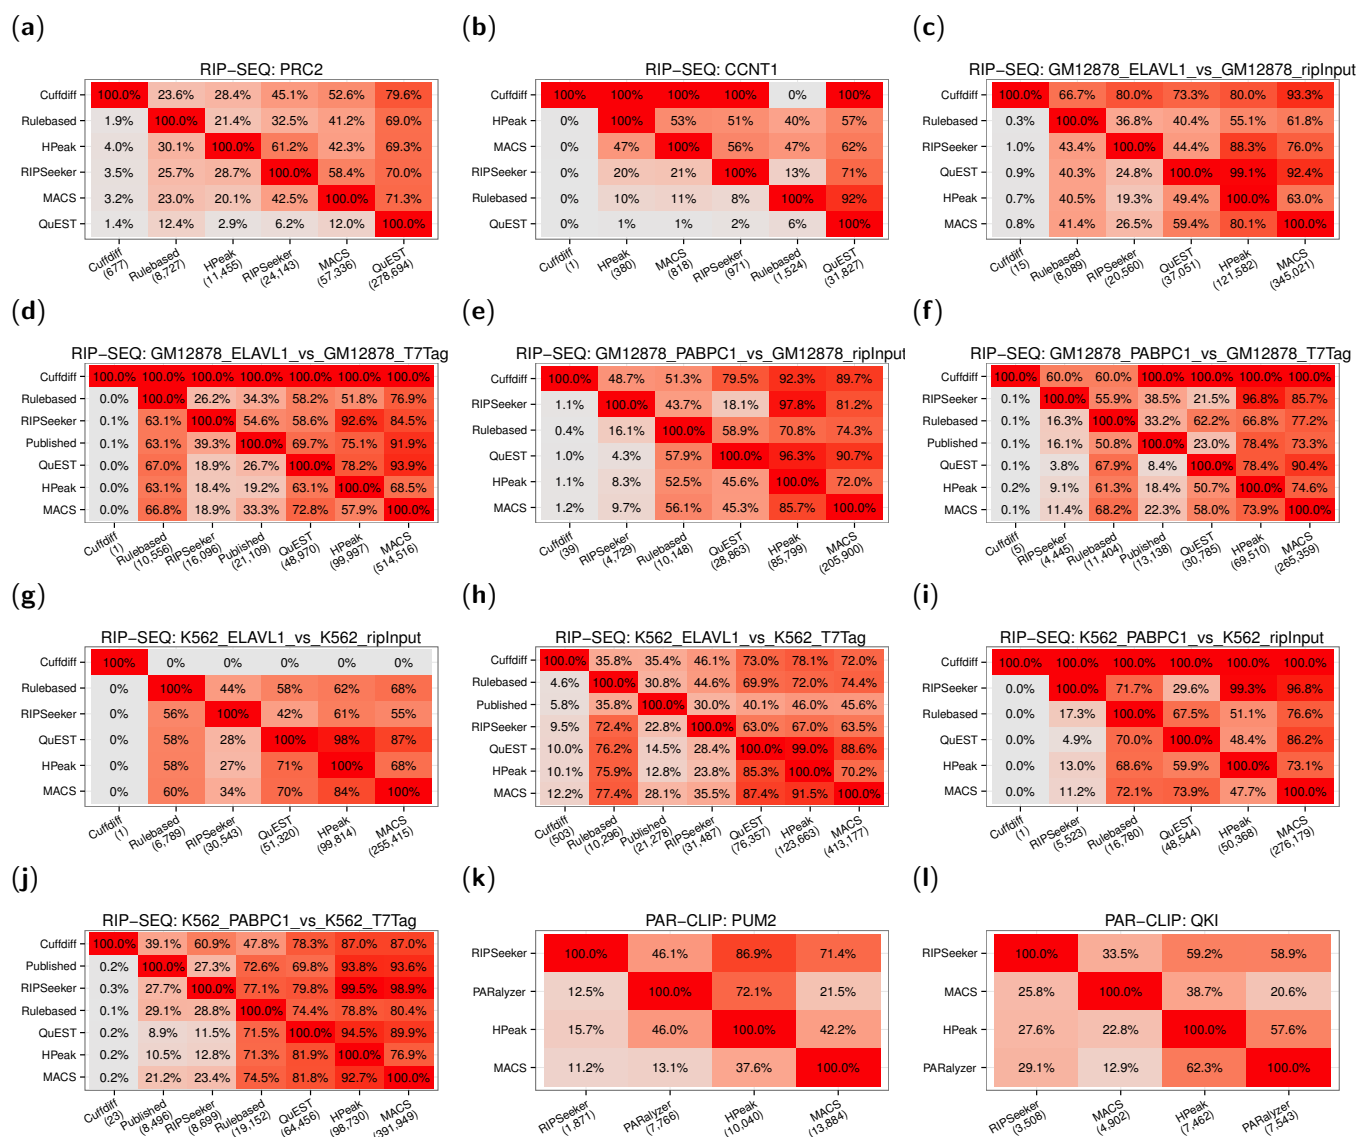 (a)
RIP−SEQ: PRC2
Cuffdiff 100.0% 23.6% 28.4% 45.1% 52.6% 79.6%
Rulebased 1.9% 100.0% 21.4% 32.5% 41.2% 69.0%
HPeak 4.0% 30.1% 100.0% 61.2% 42.3% 69.3%
RIPSeeker 3.5% 25.7% 28.7% 100.0% 58.4% 70.0%
MACS 3.2% 23.0% 20.1% 42.5% 100.0% 71.3%
QuEST 1.4% 12.4% 2.9% 6.2% 12.0% 100.0%
Cuffdiff Rulebased HPeak RIPSeeker MACS QuEST
(677) (8,727) (11,455) (24,143) (57,336) (278,694)
(b)
RIP−SEQ: CCNT1
Cuffdiff 100% 100% 100% 100% 0% 100%
HPeak 0% 100% 53% 51% 40% 57%
MACS 0% 47% 100% 56% 47% 62%
RIPSeeker 0% 20% 21% 100% 13% 71%
Rulebased 0% 10% 11% 8% 100% 92%
QuEST 0% 1% 1% 2% 6% 100%
Cuffdiff HPeak MACS RIPSeeker Rulebased QuEST
(1) (380) (818) (971) (1,524) (31,827)
(c)
RIP−SEQ: GM12878_ELAVL1_vs_GM12878_ripInput
Cuffdiff 100.0% 66.7% 80.0% 73.3% 80.0% 93.3%
Rulebased 0.3% 100.0% 36.8% 40.4% 55.1% 61.8%
RIPSeeker 1.0% 43.4% 100.0% 44.4% 88.3% 76.0%
QuEST 0.9% 40.3% 24.8% 100.0% 99.1% 92.4%
HPeak 0.7% 40.5% 19.3% 49.4% 100.0% 63.0%
MACS 0.8% 41.4% 26.5% 59.4% 80.1% 100.0%
Cuffdiff Rulebased RIPSeeker QuEST HPeak MACS
(15) (8,089) (20,560) (37,051) (121,582) (345,021)
(d)
RIP−SEQ: GM12878_ELAVL1_vs_GM12878_T7Tag
Cuffdiff 100.0% 100.0% 100.0% 100.0% 100.0% 100.0% 100.0%
Rulebased 0.0% 100.0% 26.2% 34.3% 58.2% 51.8% 76.9%
RIPSeeker 0.1% 63.1% 100.0% 54.6% 58.6% 92.6% 84.5%
Published 0.1% 63.1% 39.3% 100.0% 69.7% 75.1% 91.9%
QuEST 0.0% 67.0% 18.9% 26.7% 100.0% 78.2% 93.9%
HPeak 0.0% 63.1% 18.4% 19.2% 63.1% 100.0% 68.5%
MACS 0.0% 66.8% 18.9% 33.3% 72.8% 57.9% 100.0%
Cuffdiff Rulebased RIPSeeker Published QuEST HPeak MACS
(1) (10,556) (16,096) (21,109) (48,970) (99,997) (514,516)
(e)
RIP−SEQ: GM12878_PABPC1_vs_GM12878_ripInput
Cuffdiff 100.0% 48.7% 51.3% 79.5% 92.3% 89.7%
RIPSeeker 1.1% 100.0% 43.7% 18.1% 97.8% 81.2%
Rulebased 0.4% 16.1% 100.0% 58.9% 70.8% 74.3%
QuEST 1.0% 4.3% 57.9% 100.0% 96.3% 90.7%
HPeak 1.1% 8.3% 52.5% 45.6% 100.0% 72.0%
MACS 1.2% 9.7% 56.1% 45.3% 85.7% 100.0%
Cuffdiff RIPSeeker Rulebased QuEST HPeak MACS
(39) (4,729) (10,148) (28,863) (85,799) (205,900)
(f)
RIP−SEQ: GM12878_PABPC1_vs_GM12878_T7Tag
Cuffdiff 100.0% 60.0% 60.0% 100.0% 100.0% 100.0% 100.0%
RIPSeeker 0.1% 100.0% 55.9% 38.5% 21.5% 96.8% 85.7%
Rulebased 0.1% 16.3% 100.0% 33.2% 62.2% 66.8% 77.2%
Published 0.1% 16.1% 50.8% 100.0% 23.0% 78.4% 73.3%
QuEST 0.1% 3.8% 67.9% 8.4% 100.0% 78.4% 90.4%
HPeak 0.2% 9.1% 61.3% 18.4% 50.7% 100.0% 74.6%
MACS 0.1% 11.4% 68.2% 22.3% 58.0% 73.9% 100.0%
Cuffdiff RIPSeeker Rulebased Published QuEST HPeak MACS
(5) (4,445) (11,404) (13,138) (30,785) (69,510) (265,359)
(g)
RIP−SEQ: K562_ELAVL1_vs_K562_ripInput
Cuffdiff 100% 0% 0% 0% 0% 0%
Rulebased 0% 100% 44% 58% 62% 68%
RIPSeeker 0% 56% 100% 42% 61% 55%
QuEST 0% 58% 28% 100% 98% 87%
HPeak 0% 58% 27% 71% 100% 68%
MACS 0% 60% 34% 70% 84% 100%
Cuffdiff Rulebased RIPSeeker QuEST HPeak MACS
(1) (6,789) (30,543) (51,320) (99,814) (255,415)
(h)
RIP−SEQ: K562_ELAVL1_vs_K562_T7Tag
Cuffdiff 100.0% 35.8% 35.4% 46.1% 73.0% 78.1% 72.0%
Rulebased 4.6% 100.0% 30.8% 44.6% 69.9% 72.0% 74.4%
Published 5.8% 35.8% 100.0% 30.0% 40.1% 46.0% 45.6%
RIPSeeker 9.5% 72.4% 22.8% 100.0% 63.0% 67.0% 63.5%
QuEST 10.0% 76.2% 14.5% 28.4% 100.0% 99.0% 88.6%
HPeak 10.1% 75.9% 12.8% 23.8% 85.3% 100.0% 70.2%
MACS 12.2% 77.4% 28.1% 35.5% 87.4% 91.5% 100.0%
Cuffdiff Rulebased Published RIPSeeker QuEST HPeak MACS
(503) (10,296) (21,278) (31,487) (76,357) (123,663) (413,177)
(i)
RIP−SEQ: K562_PABPC1_vs_K562_ripInput
Cuffdiff 100.0% 100.0% 100.0% 100.0% 100.0% 100.0%
RIPSeeker 0.0% 100.0% 71.7% 29.6% 99.3% 96.8%
Rulebased 0.0% 17.3% 100.0% 67.5% 51.1% 76.6%
QuEST 0.0% 4.9% 70.0% 100.0% 48.4% 86.2%
HPeak 0.0% 13.0% 68.6% 59.9% 100.0% 73.1%
MACS 0.0% 11.2% 72.1% 73.9% 47.7% 100.0%
Cuffdiff RIPSeeker Rulebased QuEST HPeak MACS
(1) (5,523) (16,780) (48,544) (50,368) (276,179)
(j)
RIP−SEQ: K562_PABPC1_vs_K562_T7Tag
Cuffdiff 100.0% 39.1% 60.9% 47.8% 78.3% 87.0% 87.0%
Published 0.2% 100.0% 27.3% 72.6% 69.8% 93.8% 93.6%
RIPSeeker 0.3% 27.7% 100.0% 77.1% 79.8% 99.5% 98.9%
Rulebased 0.1% 29.1% 28.8% 100.0% 74.4% 78.8% 80.4%
QuEST 0.2% 8.9% 11.5% 71.5% 100.0% 94.5% 89.9%
HPeak 0.2% 10.5% 12.8% 71.3% 81.9% 100.0% 76.9%
MACS 0.2% 21.2% 23.4% 74.5% 81.8% 92.7% 100.0%
Cuffdiff Published RIPSeeker Rulebased QuEST HPeak MACS
(23) (8,496) (8,699) (19,152) (64,456) (98,730) (391,949)
(k)
PAR−CLIP: PUM2
RIPSeeker 100.0% 46.1% 86.9% 71.4%
PARalyzer 12.5% 100.0% 72.1% 21.5%
HPeak 15.7% 46.0% 100.0% 42.2%
MACS 11.2% 13.1% 37.6% 100.0%
RIPSeeker PARalyzer HPeak MACS
(1,871) (7,766) (10,040) (13,884)
(l)
PAR−CLIP: QKI
RIPSeeker 100.0% 33.5% 59.2% 58.9%
MACS 25.8% 100.0% 38.7% 20.6%
HPeak 27.6% 22.8% 100.0% 57.6%
PARalyzer 29.1% 12.9% 62.3% 100.0%
RIPSeeker MACS HPeak PARalyzer
(3,508) (4,902) (7,462) (7,543)